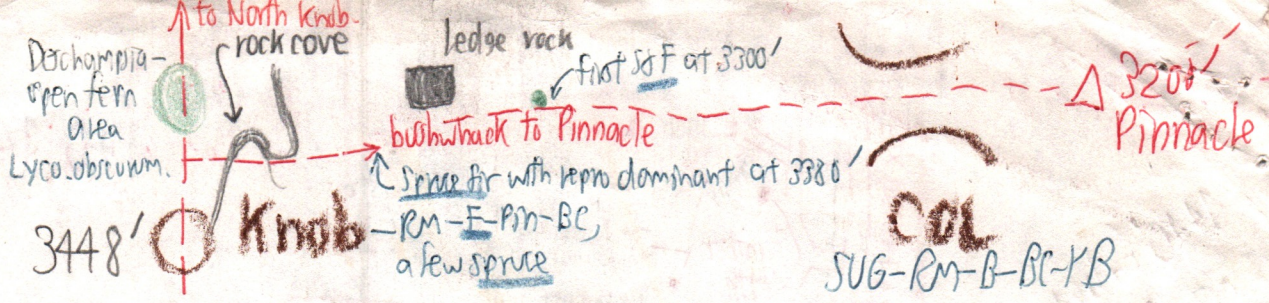 to North Knob
rock cove
Deschampia-
open fern
area
Lyco. obscurum.
ledge rock
first S&F at 3300'
bushwhack to Pinnacle
3200'
Pinnacle
spruce fir with repro dominant at 3380'
3448'
Knob
-RM-F-Pin-BC,
a few spruce
COL
SUG-RM-B-BC-YB